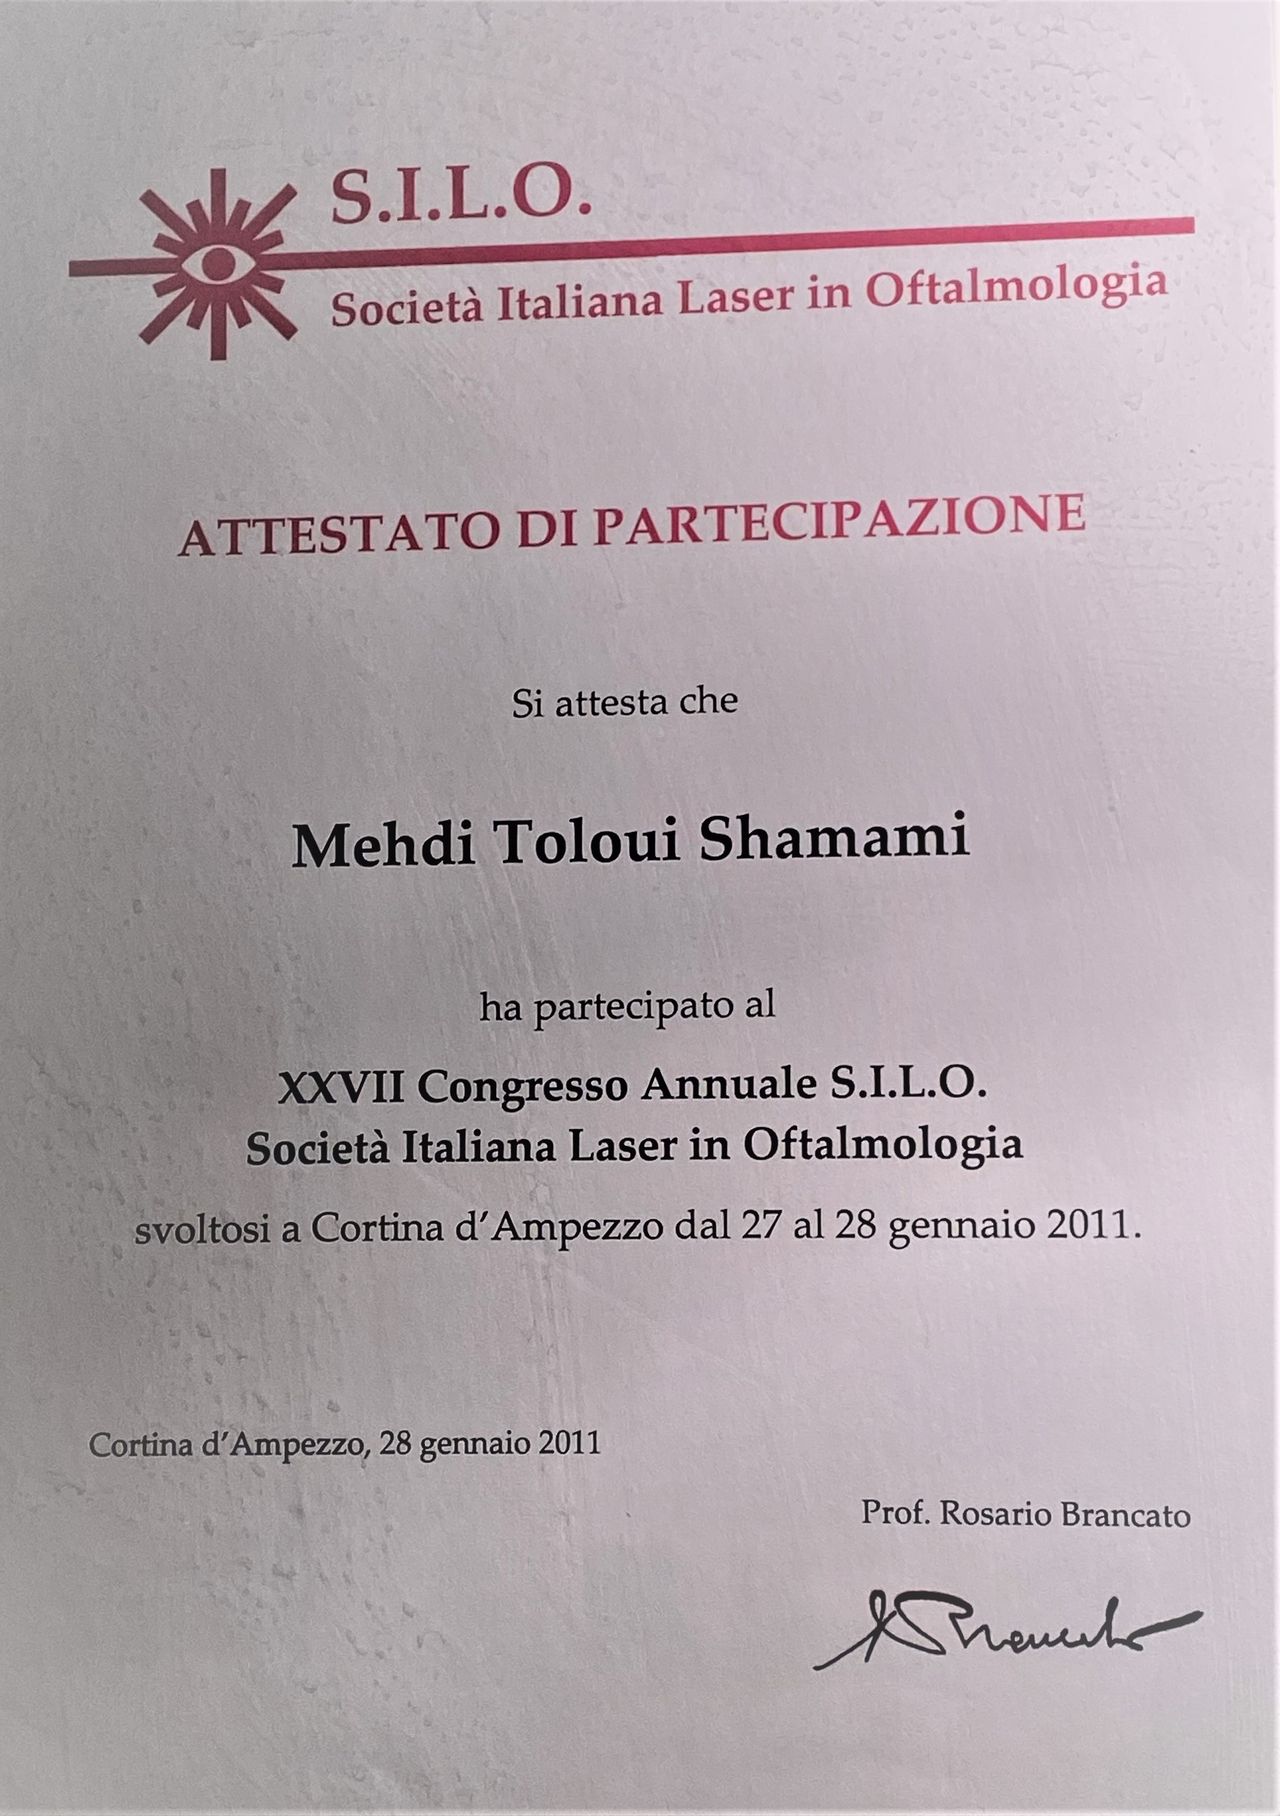 S.I.L.O.
Società Italiana Laser in Oftalmologia
ATTESTATO DI PARTECIPAZIONE
Si attesta che
Mehdi Toloui Shamami
ha partecipato al
XXVII Congresso Annuale S.I.L.O.
Società Italiana Laser in Oftalmologia
svoltosi a Cortina d'Ampezzo dal 27 al 28 gennaio 2011.
Cortina d'Ampezzo, 28 gennaio 2011
Prof. Rosario Brancato